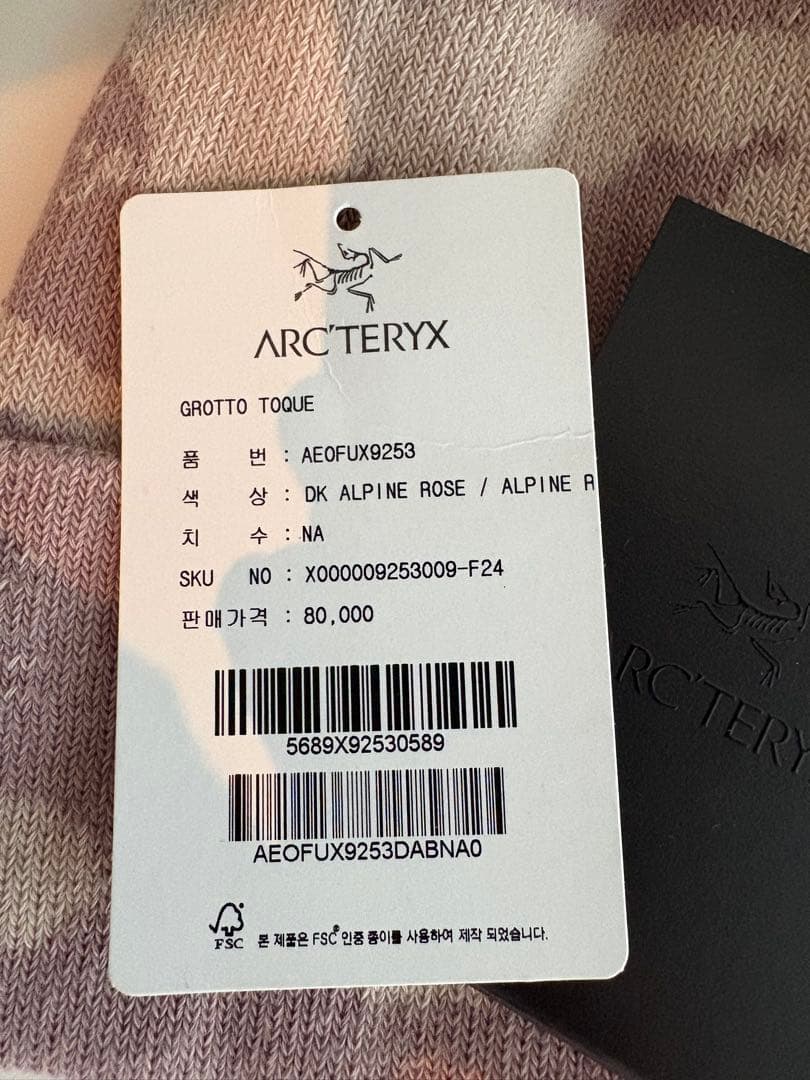 ARC'TERYX
GROTTO TOQUE
품 번 : AEOFUX9253
색 상 : DK ALPINE ROSE / ALPINE R
치 수 : NA
SKU NO : X000009253009-F24
판매가격 : 80,000
5689X92530589
AEOFUX9253DABNA0
FSC 본 제품은 FSC® 인증 종이를 사용하여 제작 되었습니다.
ARC'TERY